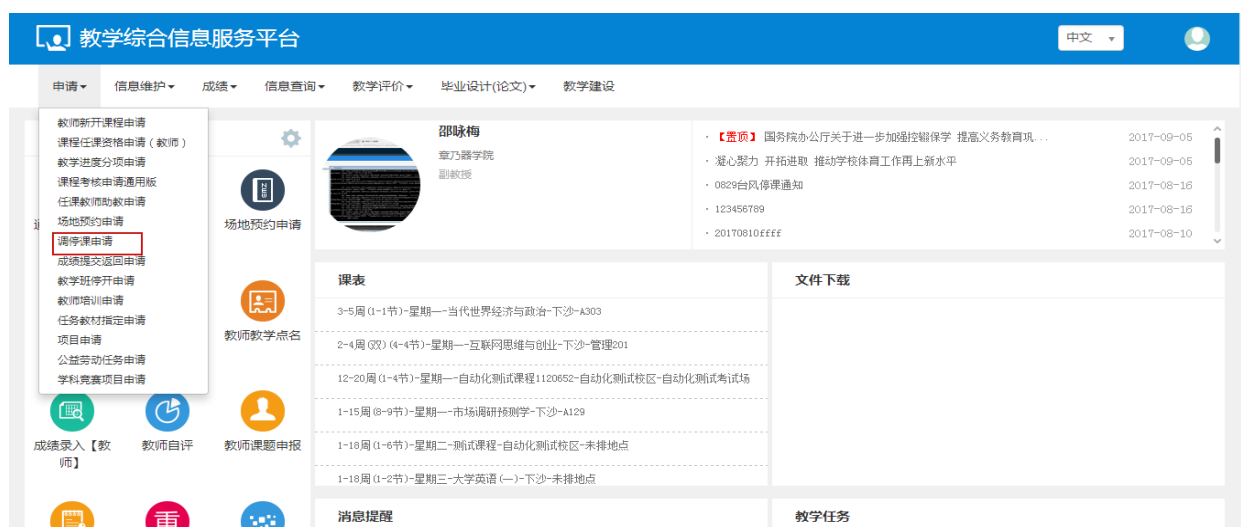 教学综合信息服务平台
中文
申请 信息维护 成绩 信息查询 教学评价 毕业设计(论文) 教学建设
教师新开课程申请
课程任课资格申请（教师）
教学进度分项申请
课程考核申请通用版
任课教师助教申请
场地预约申请
调停课申请
成绩提交返回申请
教学班停开申请
教师培训申请
任务教材指定申请
项目申请
公益劳动任务申请
学科竞赛项目申请
场地预约申请
教师教学点名
成绩录入【教师】
教师自评
教师课题申报
重
邵咏梅
章乃器学院
副教授
· 【置顶】 国务院办公厅关于进一步加强控辍保学 提高义务教育巩... 2017-09-05
· 凝心聚力 开拓进取 推动学校体育工作再上新水平 2017-09-05
· 0829台风停课通知 2017-08-16
· 123456789 2017-08-16
· 20170810ffff 2017-08-10
课表
3-5周(1-1节)-星期一--当代世界经济与政治-下沙-A303
2-4周(双)(4-4节)-星期一--互联网思维与创业-下沙-管理201
12-20周(1-4节)-星期一--自动化测试课程1120652-自动化测试校区-自动化测试考试场
1-15周(8-9节)-星期一--市场调研预测学-下沙-A129
1-18周(1-6节)-星期二-测试课程-自动化测试校区-未排地点
1-18周(1-2节)-星期三-大学英语(一)-下沙-未排地点
文件下载
消息提醒
教学任务